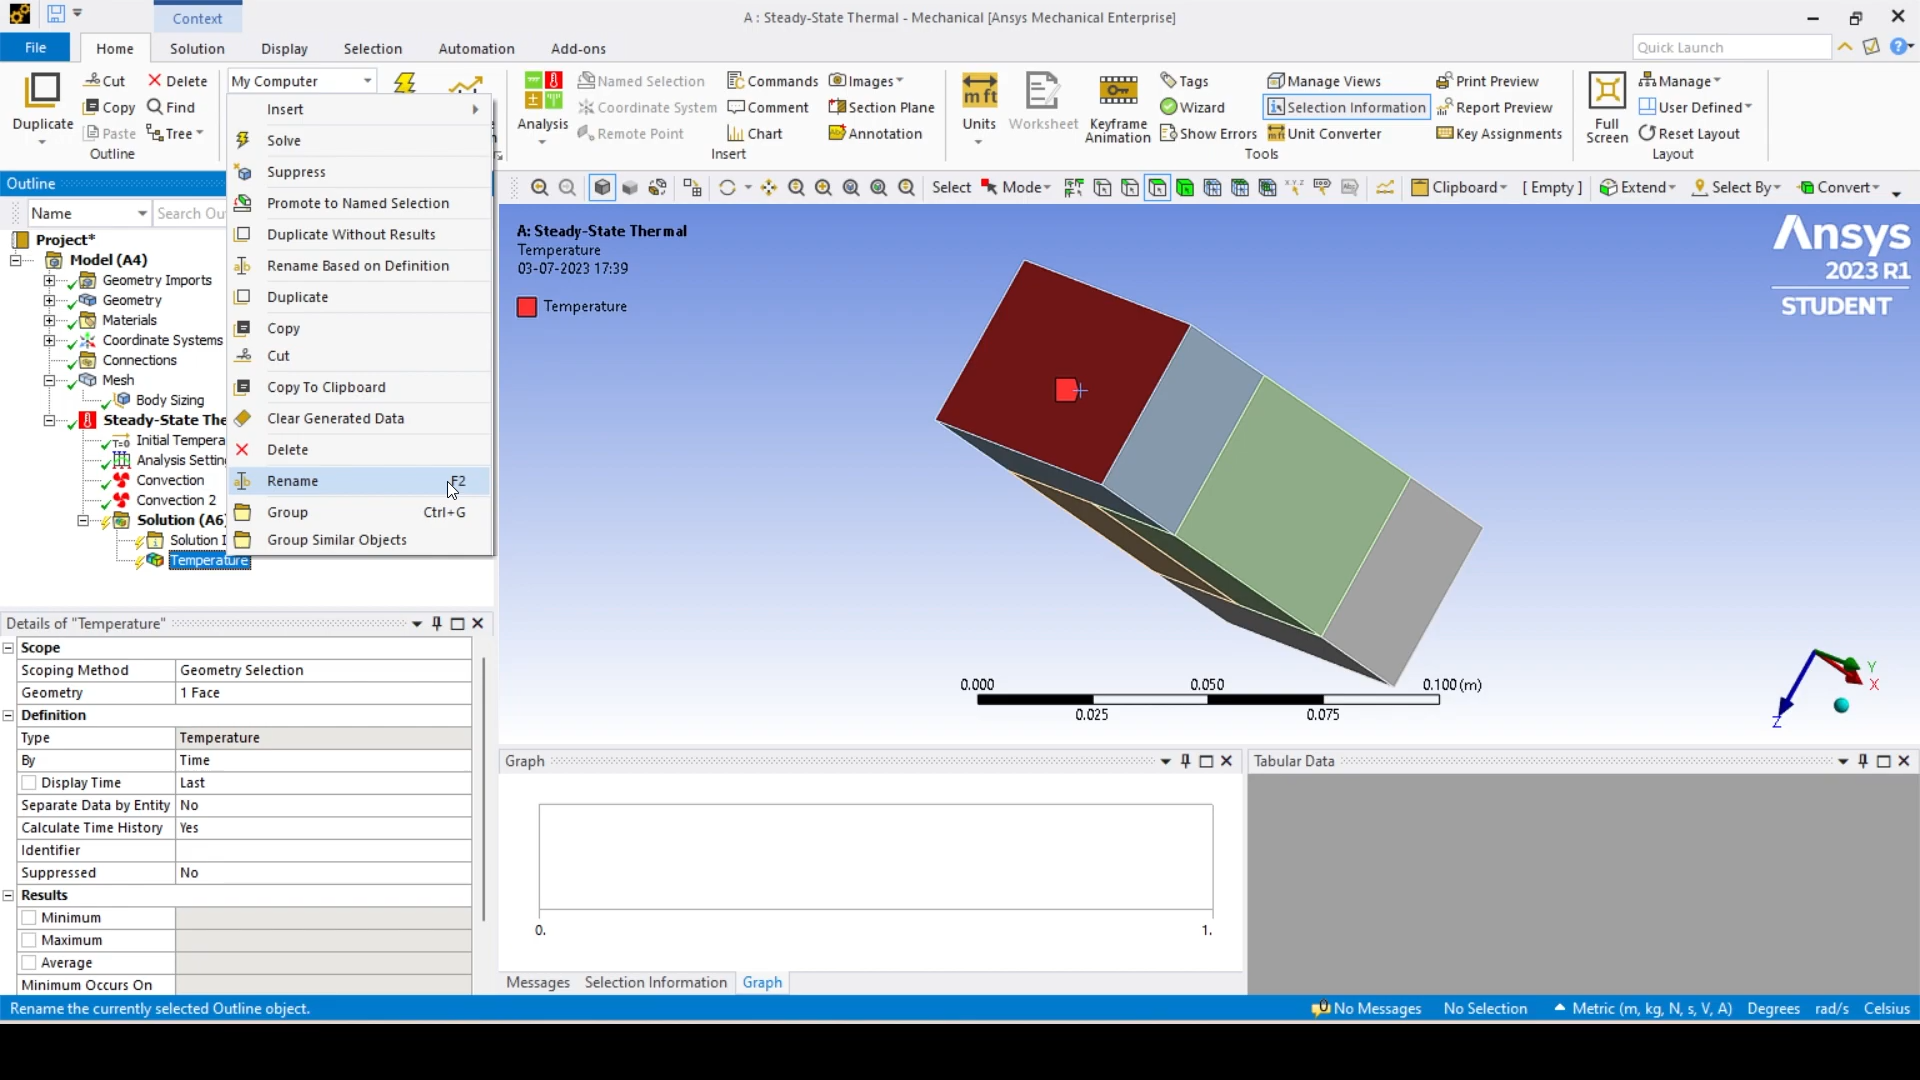 Context
A : Steady-State Thermal - Mechanical [Ansys Mechanical Enterprise]
File
Home
Solution
Display
Selection
Automation
Add-ons
Quick Launch
Duplicate
Cut
Delete
Copy
Find
Paste
Tree
Outline
My Computer
Analysis
Named Selection
Coordinate System
Remote Point
Commands
Comment
Chart
Images
Section Plane
Annotation
Insert
Units
Worksheet
Keyframe
Animation
Tags
Wizard
Show Errors
Manage Views
Selection Information
Unit Converter
Print Preview
Report Preview
Key Assignments
Tools
Full
Screen
Manage
User Defined
Reset Layout
Layout
Insert
Solve
Suppress
Promote to Named Selection
Duplicate Without Results
Rename Based on Definition
Duplicate
Copy
Cut
Copy To Clipboard
Clear Generated Data
Delete
Rename F2
Group Ctrl+G
Group Similar Objects
Outline
Name
Search Ou
Project*
Model (A4)
Geometry Imports
Geometry
Materials
Coordinate Systems
Connections
Mesh
Body Sizing
Steady-State The
Initial Tempera
Analysis Settin
Convection
Convection 2
Solution (A6
Solution I
Temperature
Select
Mode
Clipboard
[ Empty ]
Extend
Select By
Convert
A: Steady-State Thermal
Temperature
03-07-2023 17:39
Temperature
Ansys
2023 R1
STUDENT
0.000 0.050 0.100 (m)
0.025 0.075
Y
X
Z
Details of "Temperature"
Scope
Scoping Method Geometry Selection
Geometry 1 Face
Definition
Type Temperature
By Time
Display Time Last
Separate Data by Entity No
Calculate Time History Yes
Identifier
Suppressed No
Results
Minimum
Maximum
Average
Minimum Occurs On
Graph
0. 1.
Messages Selection Information Graph
Tabular Data
Rename the currently selected Outline object.
No Messages No Selection Metric (m, kg, N, s, V, A) Degrees rad/s Celsius